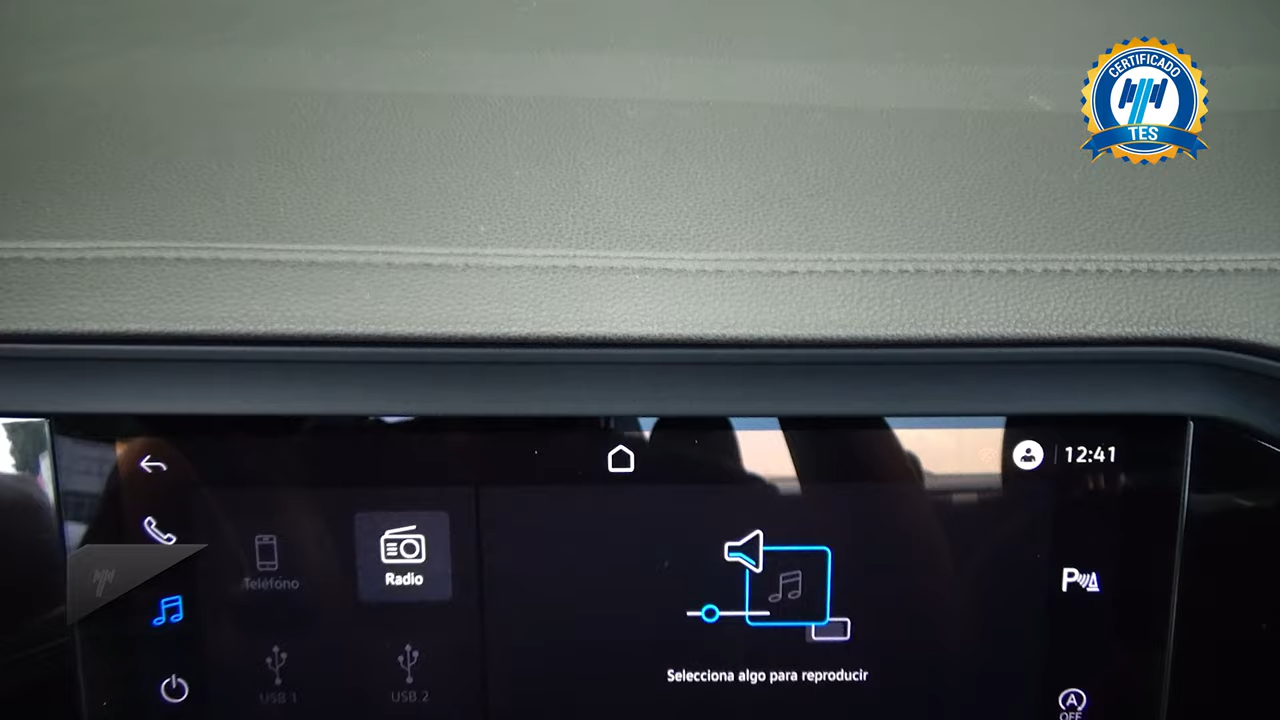 CERTIFICADO
TES
12:41
Teléfono
Radio
P
USB 1
USB 2
Selecciona algo para reproducir
A
OFF